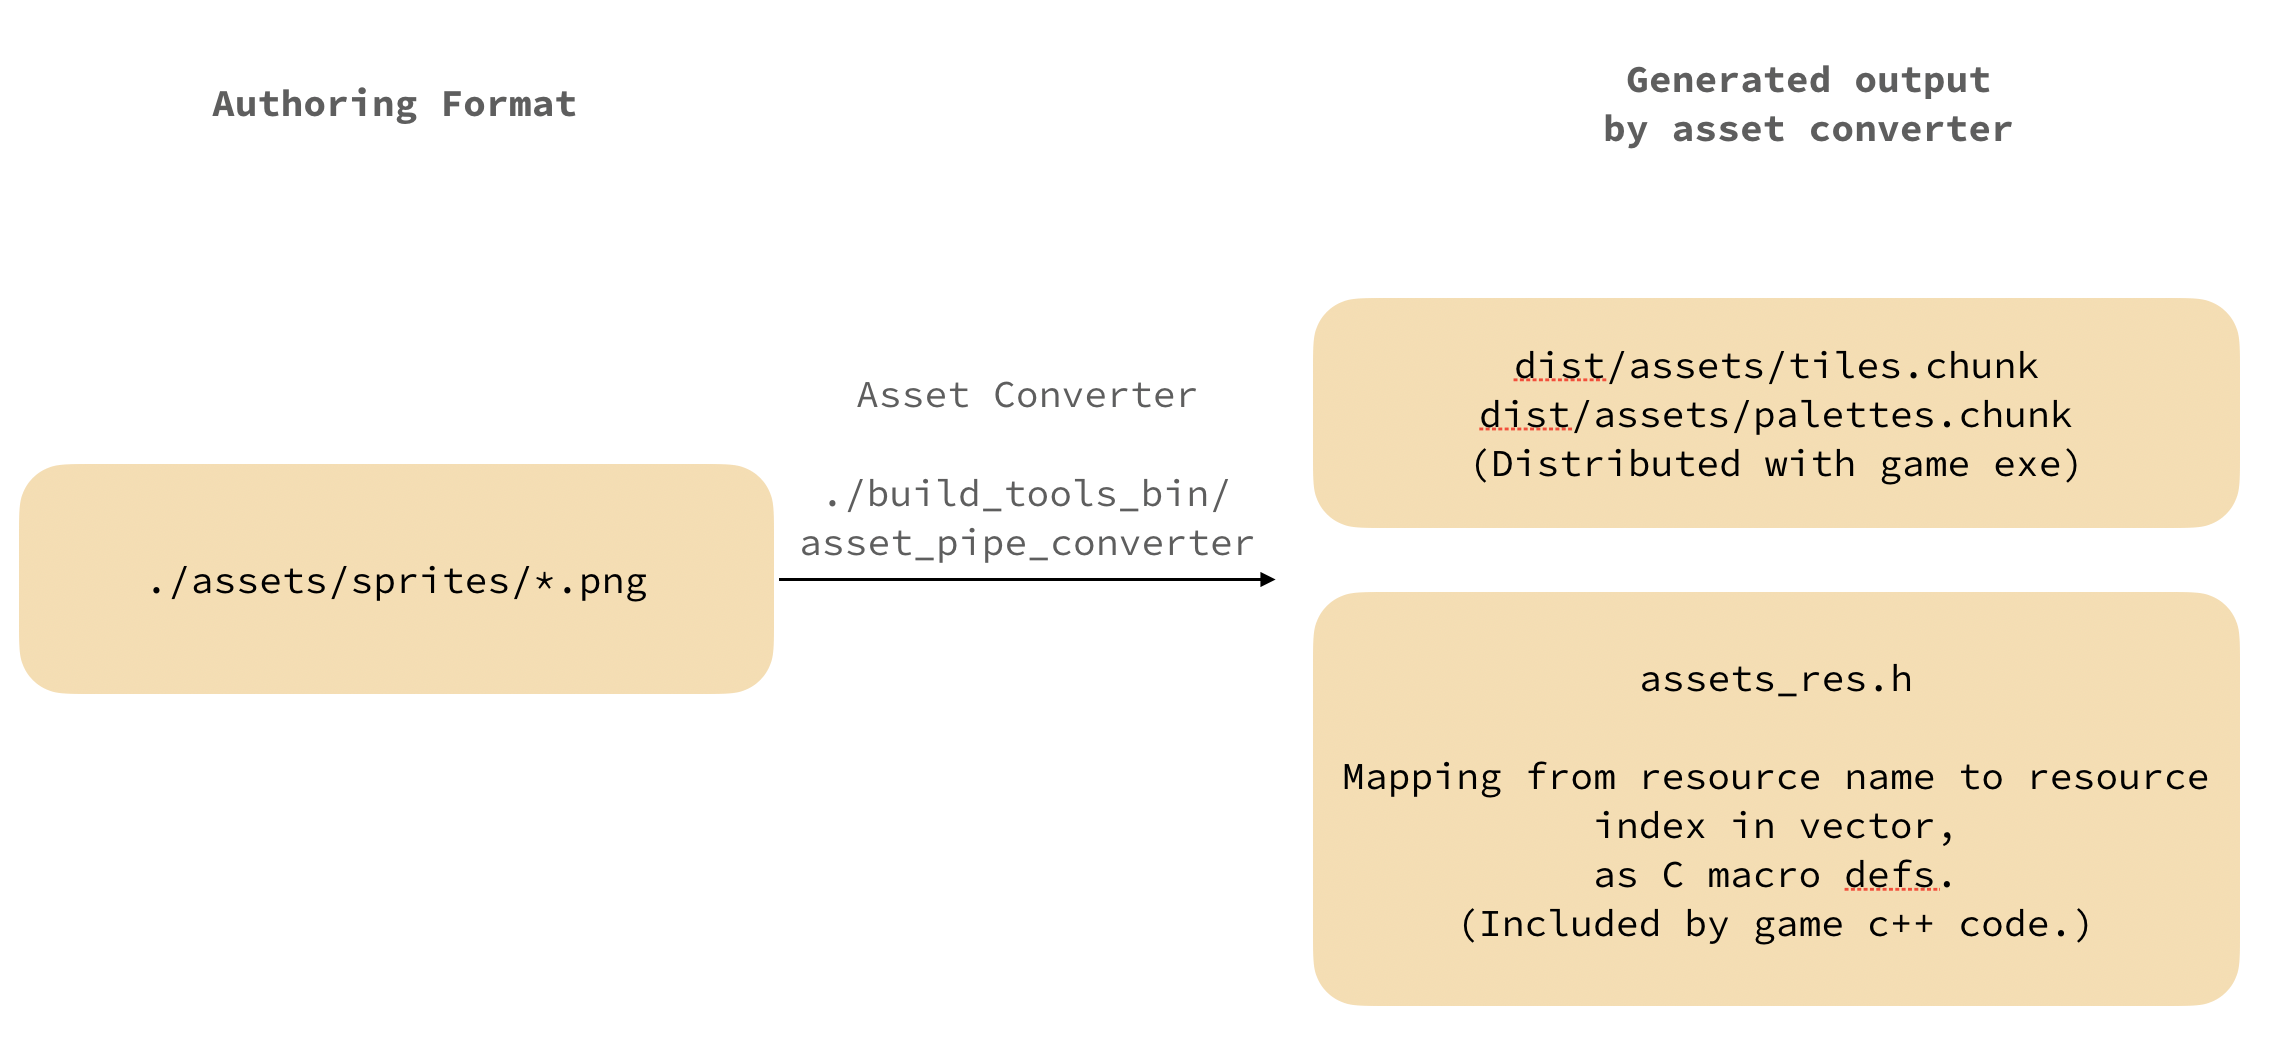 Authoring Format
Generated output
by asset converter
./assets/sprites/*.png
Asset Converter
./build_tools_bin/
asset_pipe_converter
dist/assets/tiles.chunk
dist/assets/palettes.chunk
(Distributed with game exe)
assets_res.h
Mapping from resource name to resource
index in vector,
as C macro defs.
(Included by game c++ code.)